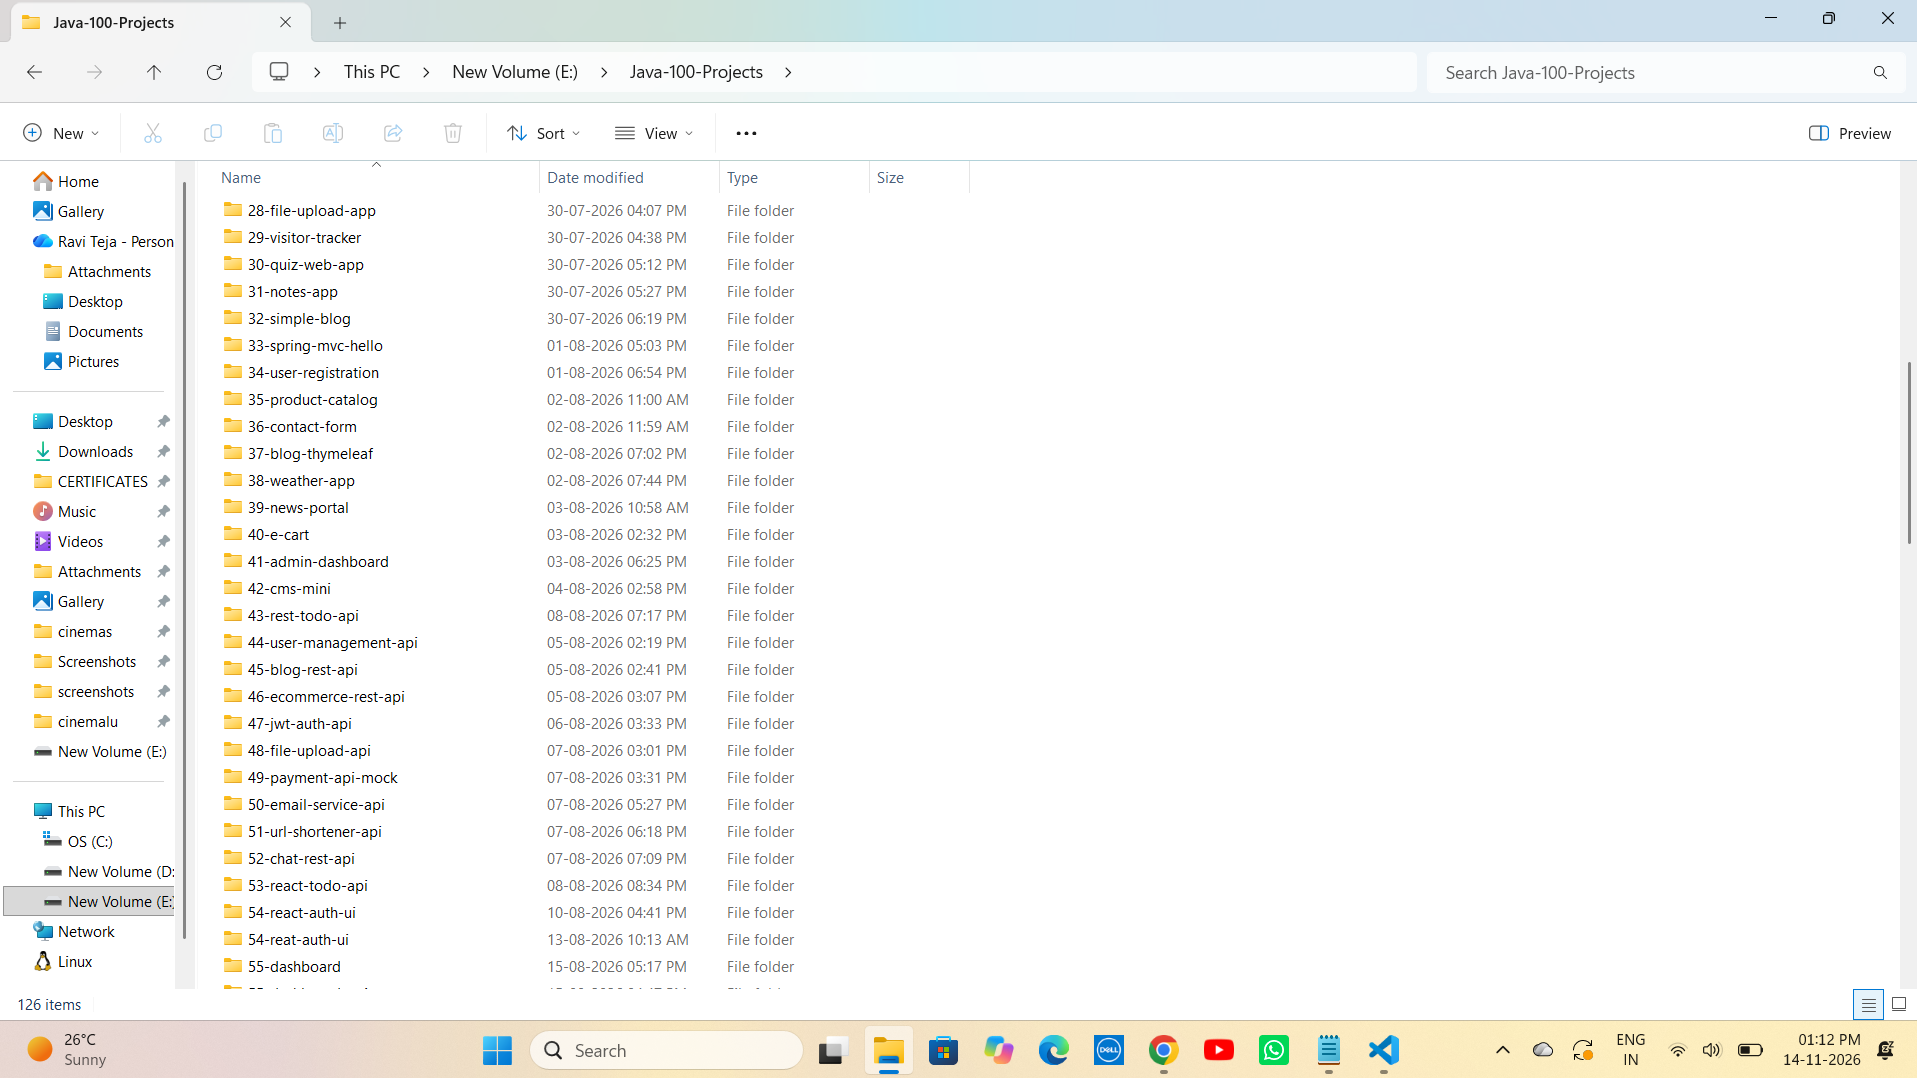 Java-100-Projects
This PC
New Volume (E:)
Java-100-Projects
Search Java-100-Projects
New
Sort
View
Preview
Home
Gallery
Ravi Teja - Person
Attachments
Desktop
Documents
Pictures
Desktop
Downloads
CERTIFICATES
Music
Videos
Attachments
Gallery
cinemas
Screenshots
screenshots
cinemalu
New Volume (E:)
This PC
OS (C:)
New Volume (D:
New Volume (E:)
Network
Linux
Name Date modified Type Size
28-file-upload-app 30-07-2026 04:07 PM File folder
29-visitor-tracker 30-07-2026 04:38 PM File folder
30-quiz-web-app 30-07-2026 05:12 PM File folder
31-notes-app 30-07-2026 05:27 PM File folder
32-simple-blog 30-07-2026 06:19 PM File folder
33-spring-mvc-hello 01-08-2026 05:03 PM File folder
34-user-registration 01-08-2026 06:54 PM File folder
35-product-catalog 02-08-2026 11:00 AM File folder
36-contact-form 02-08-2026 11:59 AM File folder
37-blog-thymeleaf 02-08-2026 07:02 PM File folder
38-weather-app 02-08-2026 07:44 PM File folder
39-news-portal 03-08-2026 10:58 AM File folder
40-e-cart 03-08-2026 02:32 PM File folder
41-admin-dashboard 03-08-2026 06:25 PM File folder
42-cms-mini 04-08-2026 02:58 PM File folder
43-rest-todo-api 08-08-2026 07:17 PM File folder
44-user-management-api 05-08-2026 02:19 PM File folder
45-blog-rest-api 05-08-2026 02:41 PM File folder
46-ecommerce-rest-api 05-08-2026 03:07 PM File folder
47-jwt-auth-api 06-08-2026 03:33 PM File folder
48-file-upload-api 07-08-2026 03:01 PM File folder
49-payment-api-mock 07-08-2026 03:31 PM File folder
50-email-service-api 07-08-2026 05:27 PM File folder
51-url-shortener-api 07-08-2026 06:18 PM File folder
52-chat-rest-api 07-08-2026 07:09 PM File folder
53-react-todo-api 08-08-2026 08:34 PM File folder
54-react-auth-ui 10-08-2026 04:41 PM File folder
54-reat-auth-ui 13-08-2026 10:13 AM File folder
55-dashboard 15-08-2026 05:17 PM File folder
126 items
26°C
Sunny
Search
DELL
ENG
IN
01:12 PM
14-11-2026